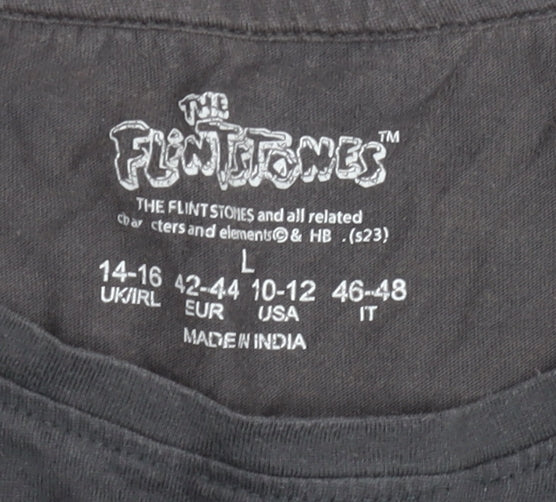 THE
FLINTSTONES™
THE FLINTSTONES and all related
characters and elements © & HB .(s23)
L
14-16 42-44 10-12 46-48
UK/IRL EUR USA IT
MADE IN INDIA